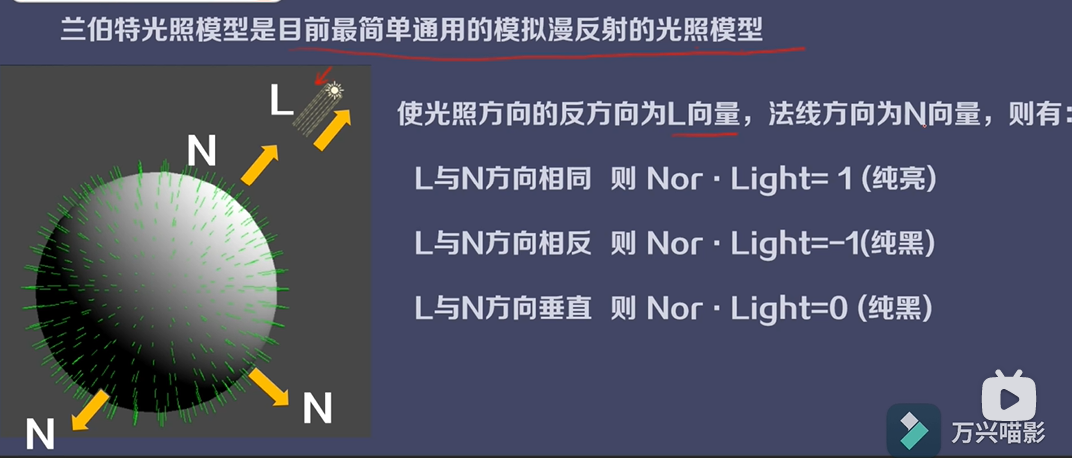 兰伯特光照模型是目前最简单通用的模拟漫反射的光照模型
L
N
使光照方向的反方向为L向量，法线方向为N向量，则有：
L与N方向相同 则 Nor · Light= 1 (纯亮)
L与N方向相反 则 Nor · Light=-1(纯黑)
L与N方向垂直 则 Nor · Light=0 (纯黑)
N
N
万兴喵影